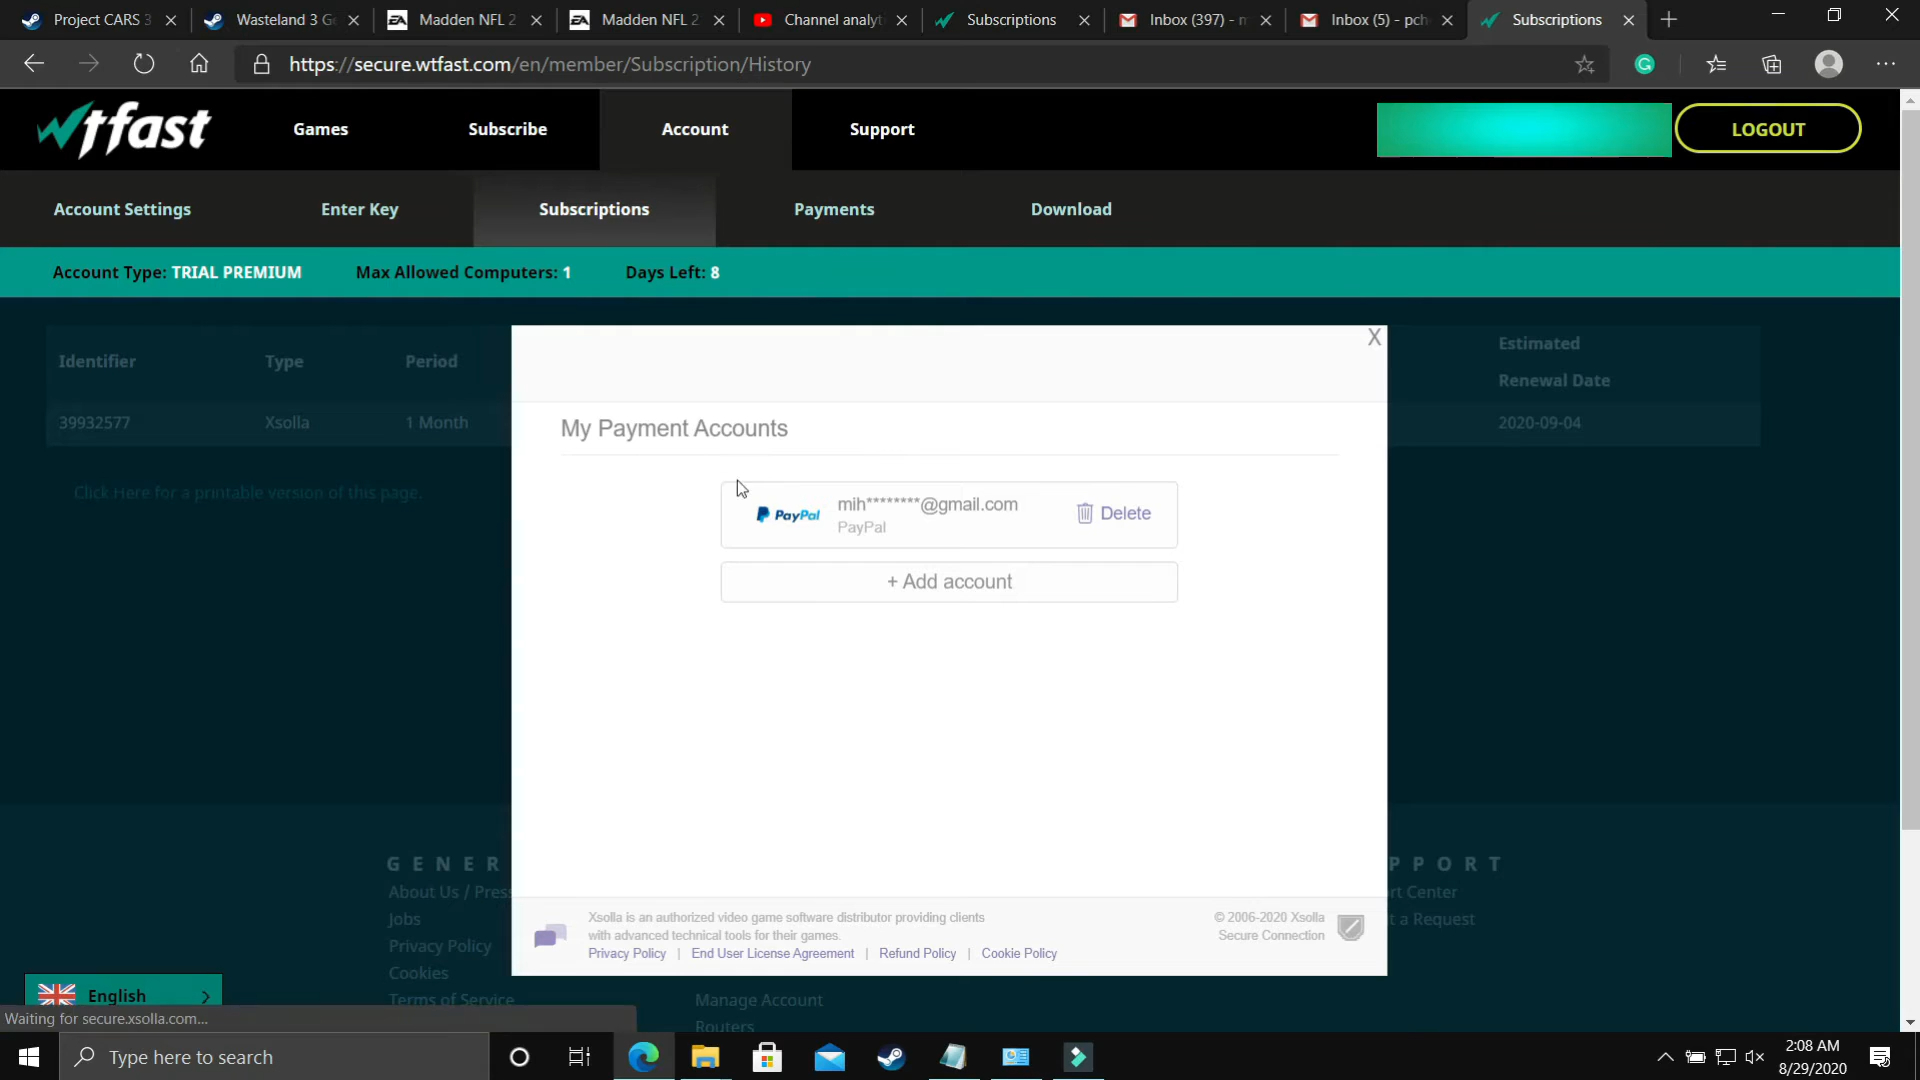 Project CARS 3
Wasteland 3 G
Madden NFL 2
Madden NFL 2
Channel analyt
Subscriptions
Inbox (397) - m
Inbox (5) - pch
Subscriptions
https://secure.wtfast.com/en/member/Subscription/History
wtfast
Games
Subscribe
Account
Support
LOGOUT
Account Settings
Enter Key
Subscriptions
Payments
Download
Account Type: TRIAL PREMIUM
Max Allowed Computers: 1
Days Left: 8
Identifier
Type
Period
Estimated
Renewal Date
39932577
Xsolla
1 Month
2020-09-04
Click Here for a printable version of this page.
X
My Payment Accounts
PayPal
mih********@gmail.com
PayPal
Delete
+ Add account
Xsolla is an authorized video game software distributor providing clients
with advanced technical tools for their games.
Privacy Policy | End User License Agreement | Refund Policy | Cookie Policy
© 2006-2020 Xsolla
Secure Connection
GENER
About Us / Press
Jobs
Privacy Policy
Cookies
Terms of Service
Manage Account
Routers
PPORT
rt Center
t a Request
English
Waiting for secure.xsolla.com...
Type here to search
2:08 AM
8/29/2020